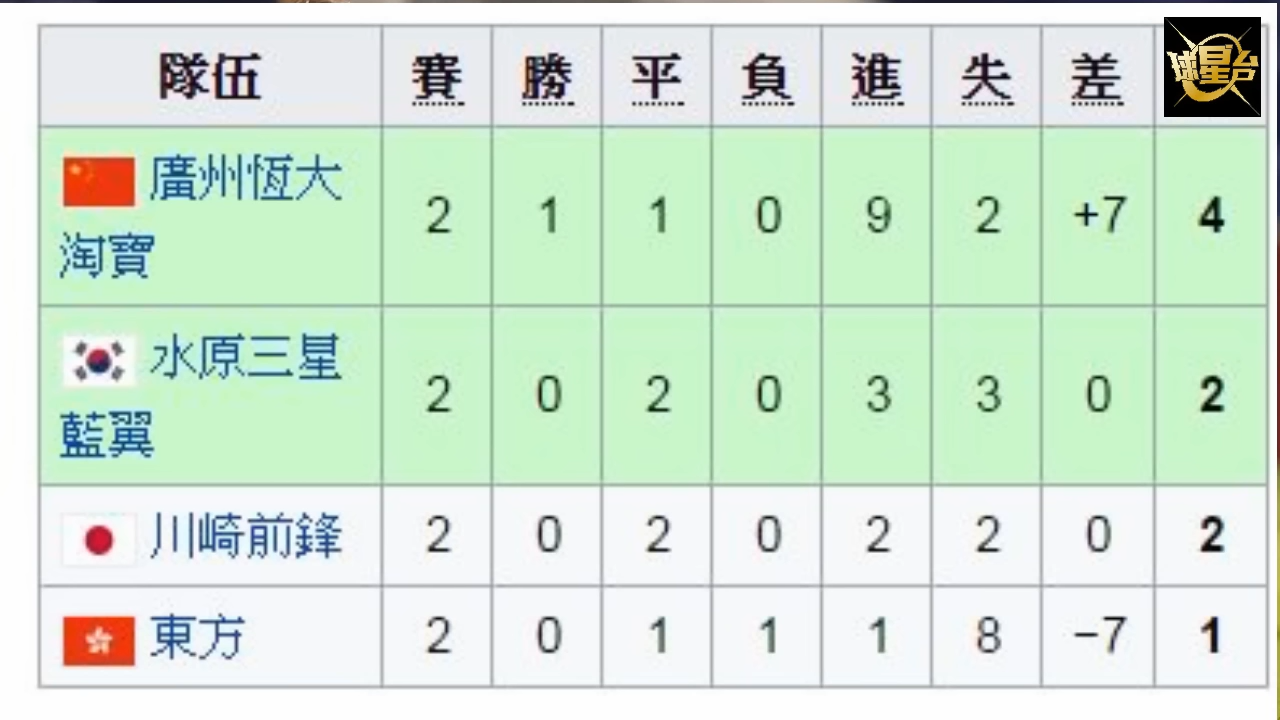 隊伍 賽 勝 平 負 進 失 差 球星台
廣州恆大
淘寶 2 1 1 0 9 2 +7 4
水原三星
藍翼 2 0 2 0 3 3 0 2
川崎前鋒 2 0 2 0 2 2 0 2
東方 2 0 1 1 1 8 −7 1